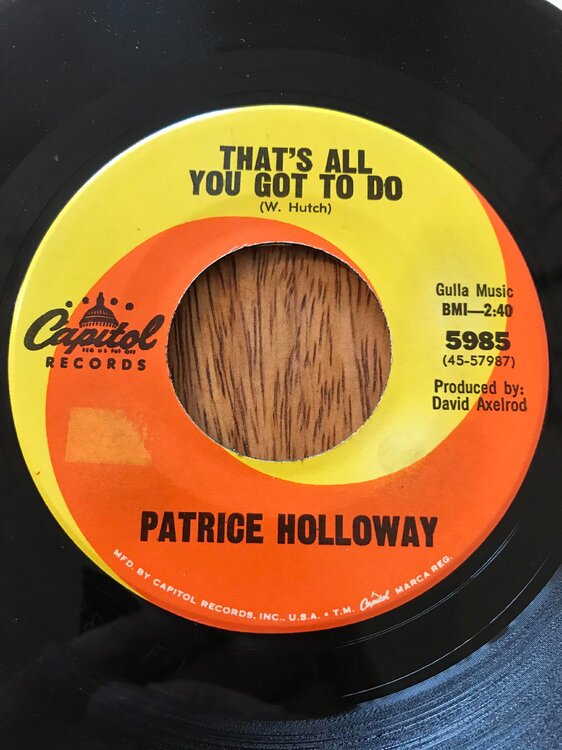 THAT'S ALL
YOU GOT TO DO
(W. Hutch)
Gulla Music
BMI—2:40
5985
(45-57987)
Produced by:
David Axelrod
Capitol
REG US PAT OFF
RECORDS
PATRICE HOLLOWAY
MFD. BY CAPITOL RECORDS, INC., U.S.A. • T.M. Capitol MARCA REG.